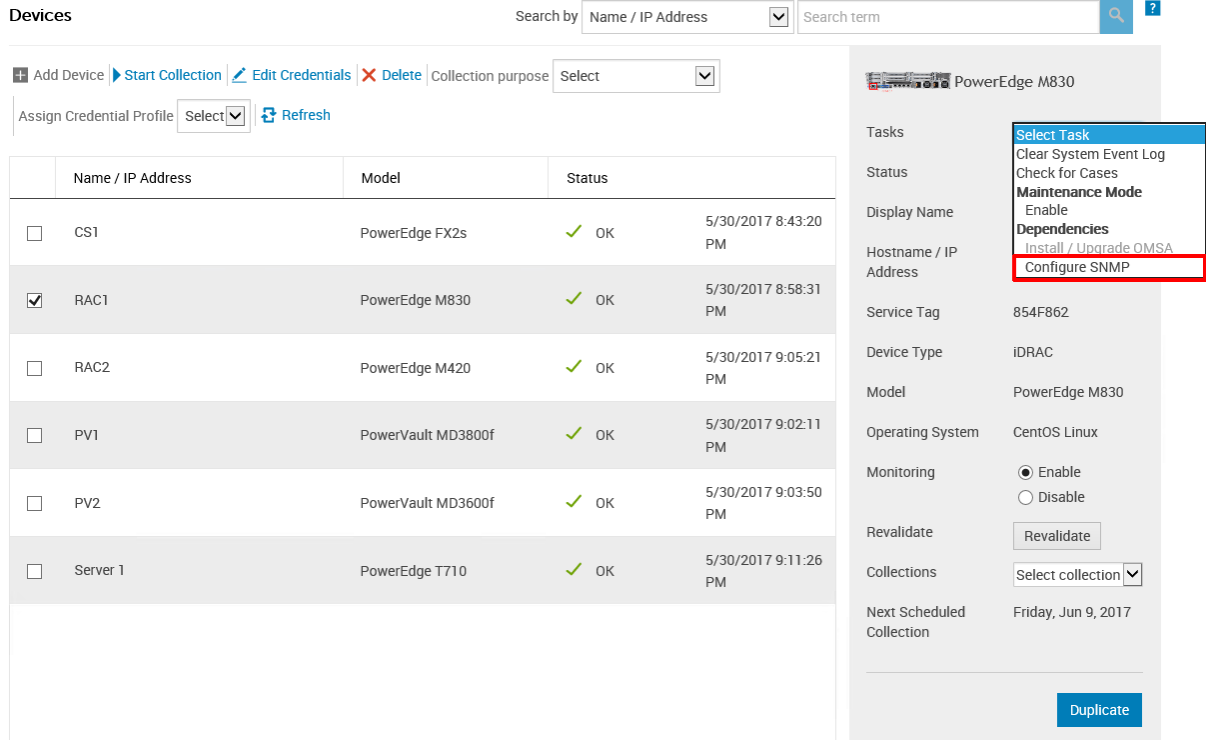 Devices
Search by Name / IP Address Search term ?
Add Device Start Collection Edit Credentials Delete Collection purpose Select
Assign Credential Profile Select Refresh
Name / IP Address Model Status
CS1 PowerEdge FX2s OK 5/30/2017 8:43:20
PM
RAC1 PowerEdge M830 OK 5/30/2017 8:58:31
PM
RAC2 PowerEdge M420 OK 5/30/2017 9:05:21
PM
PV1 PowerVault MD3800f OK 5/30/2017 9:02:11
PM
PV2 PowerVault MD3600f OK 5/30/2017 9:03:50
PM
Server 1 PowerEdge T710 OK 5/30/2017 9:11:26
PM
PowerEdge M830
Tasks
Select Task
Clear System Event Log
Status
Check for Cases
Maintenance Mode
Display Name
Enable
Dependencies
Hostname / IP
Install / Upgrade OMSA
Address
Configure SNMP
Service Tag 854F862
Device Type iDRAC
Model PowerEdge M830
Operating System CentOS Linux
Monitoring Enable
Disable
Revalidate Revalidate
Collections Select collection
Next Scheduled Friday, Jun 9, 2017
Collection
Duplicate